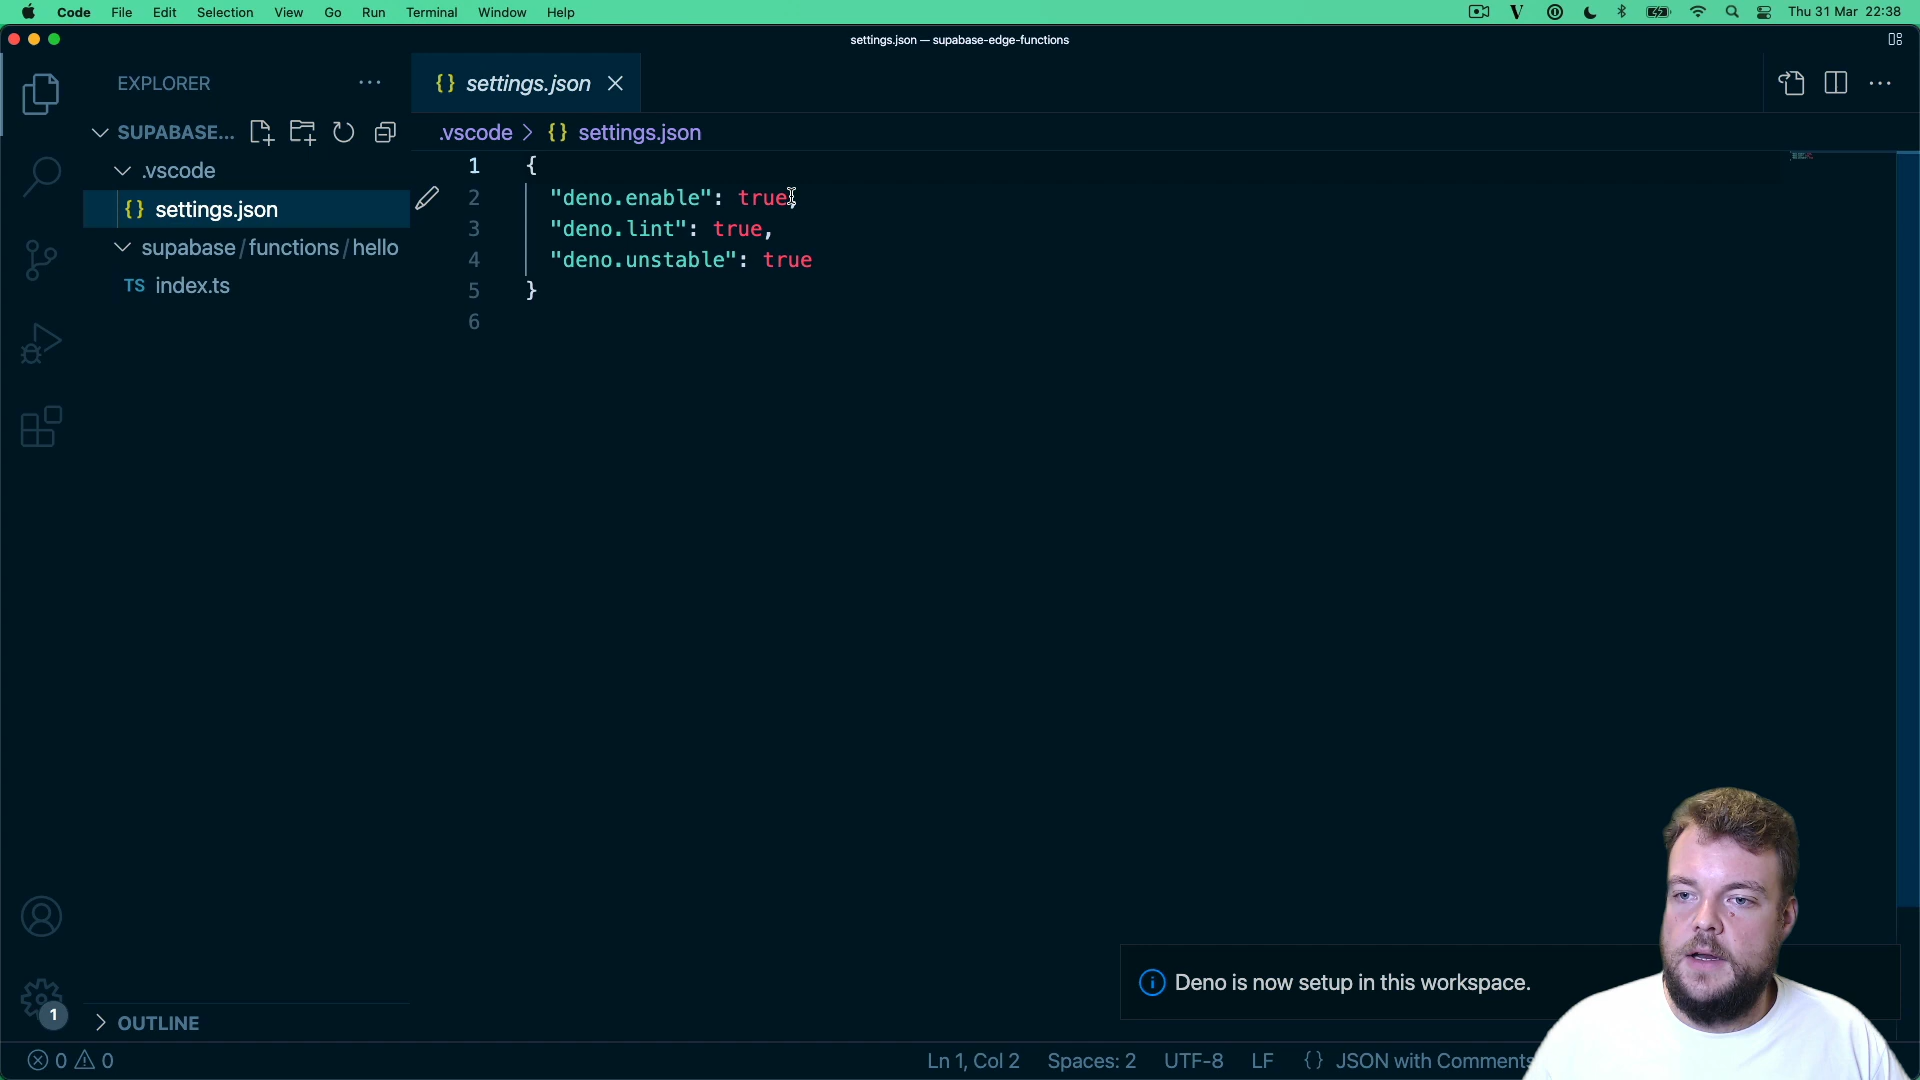 Code File Edit Selection View Go Run Terminal Window Help Thu 31 Mar 22:38
settings.json — supabase-edge-functions
EXPLORER
SUPABASE...
.vscode
{} settings.json
supabase/functions/hello
TS index.ts
OUTLINE
{} settings.json
.vscode > {} settings.json
1 {
2 "deno.enable": true,
3 "deno.lint": true,
4 "deno.unstable": true
5 }
6
Deno is now setup in this workspace.
1
0 0 Ln 1, Col 2 Spaces: 2 UTF-8 LF {} JSON with Comments